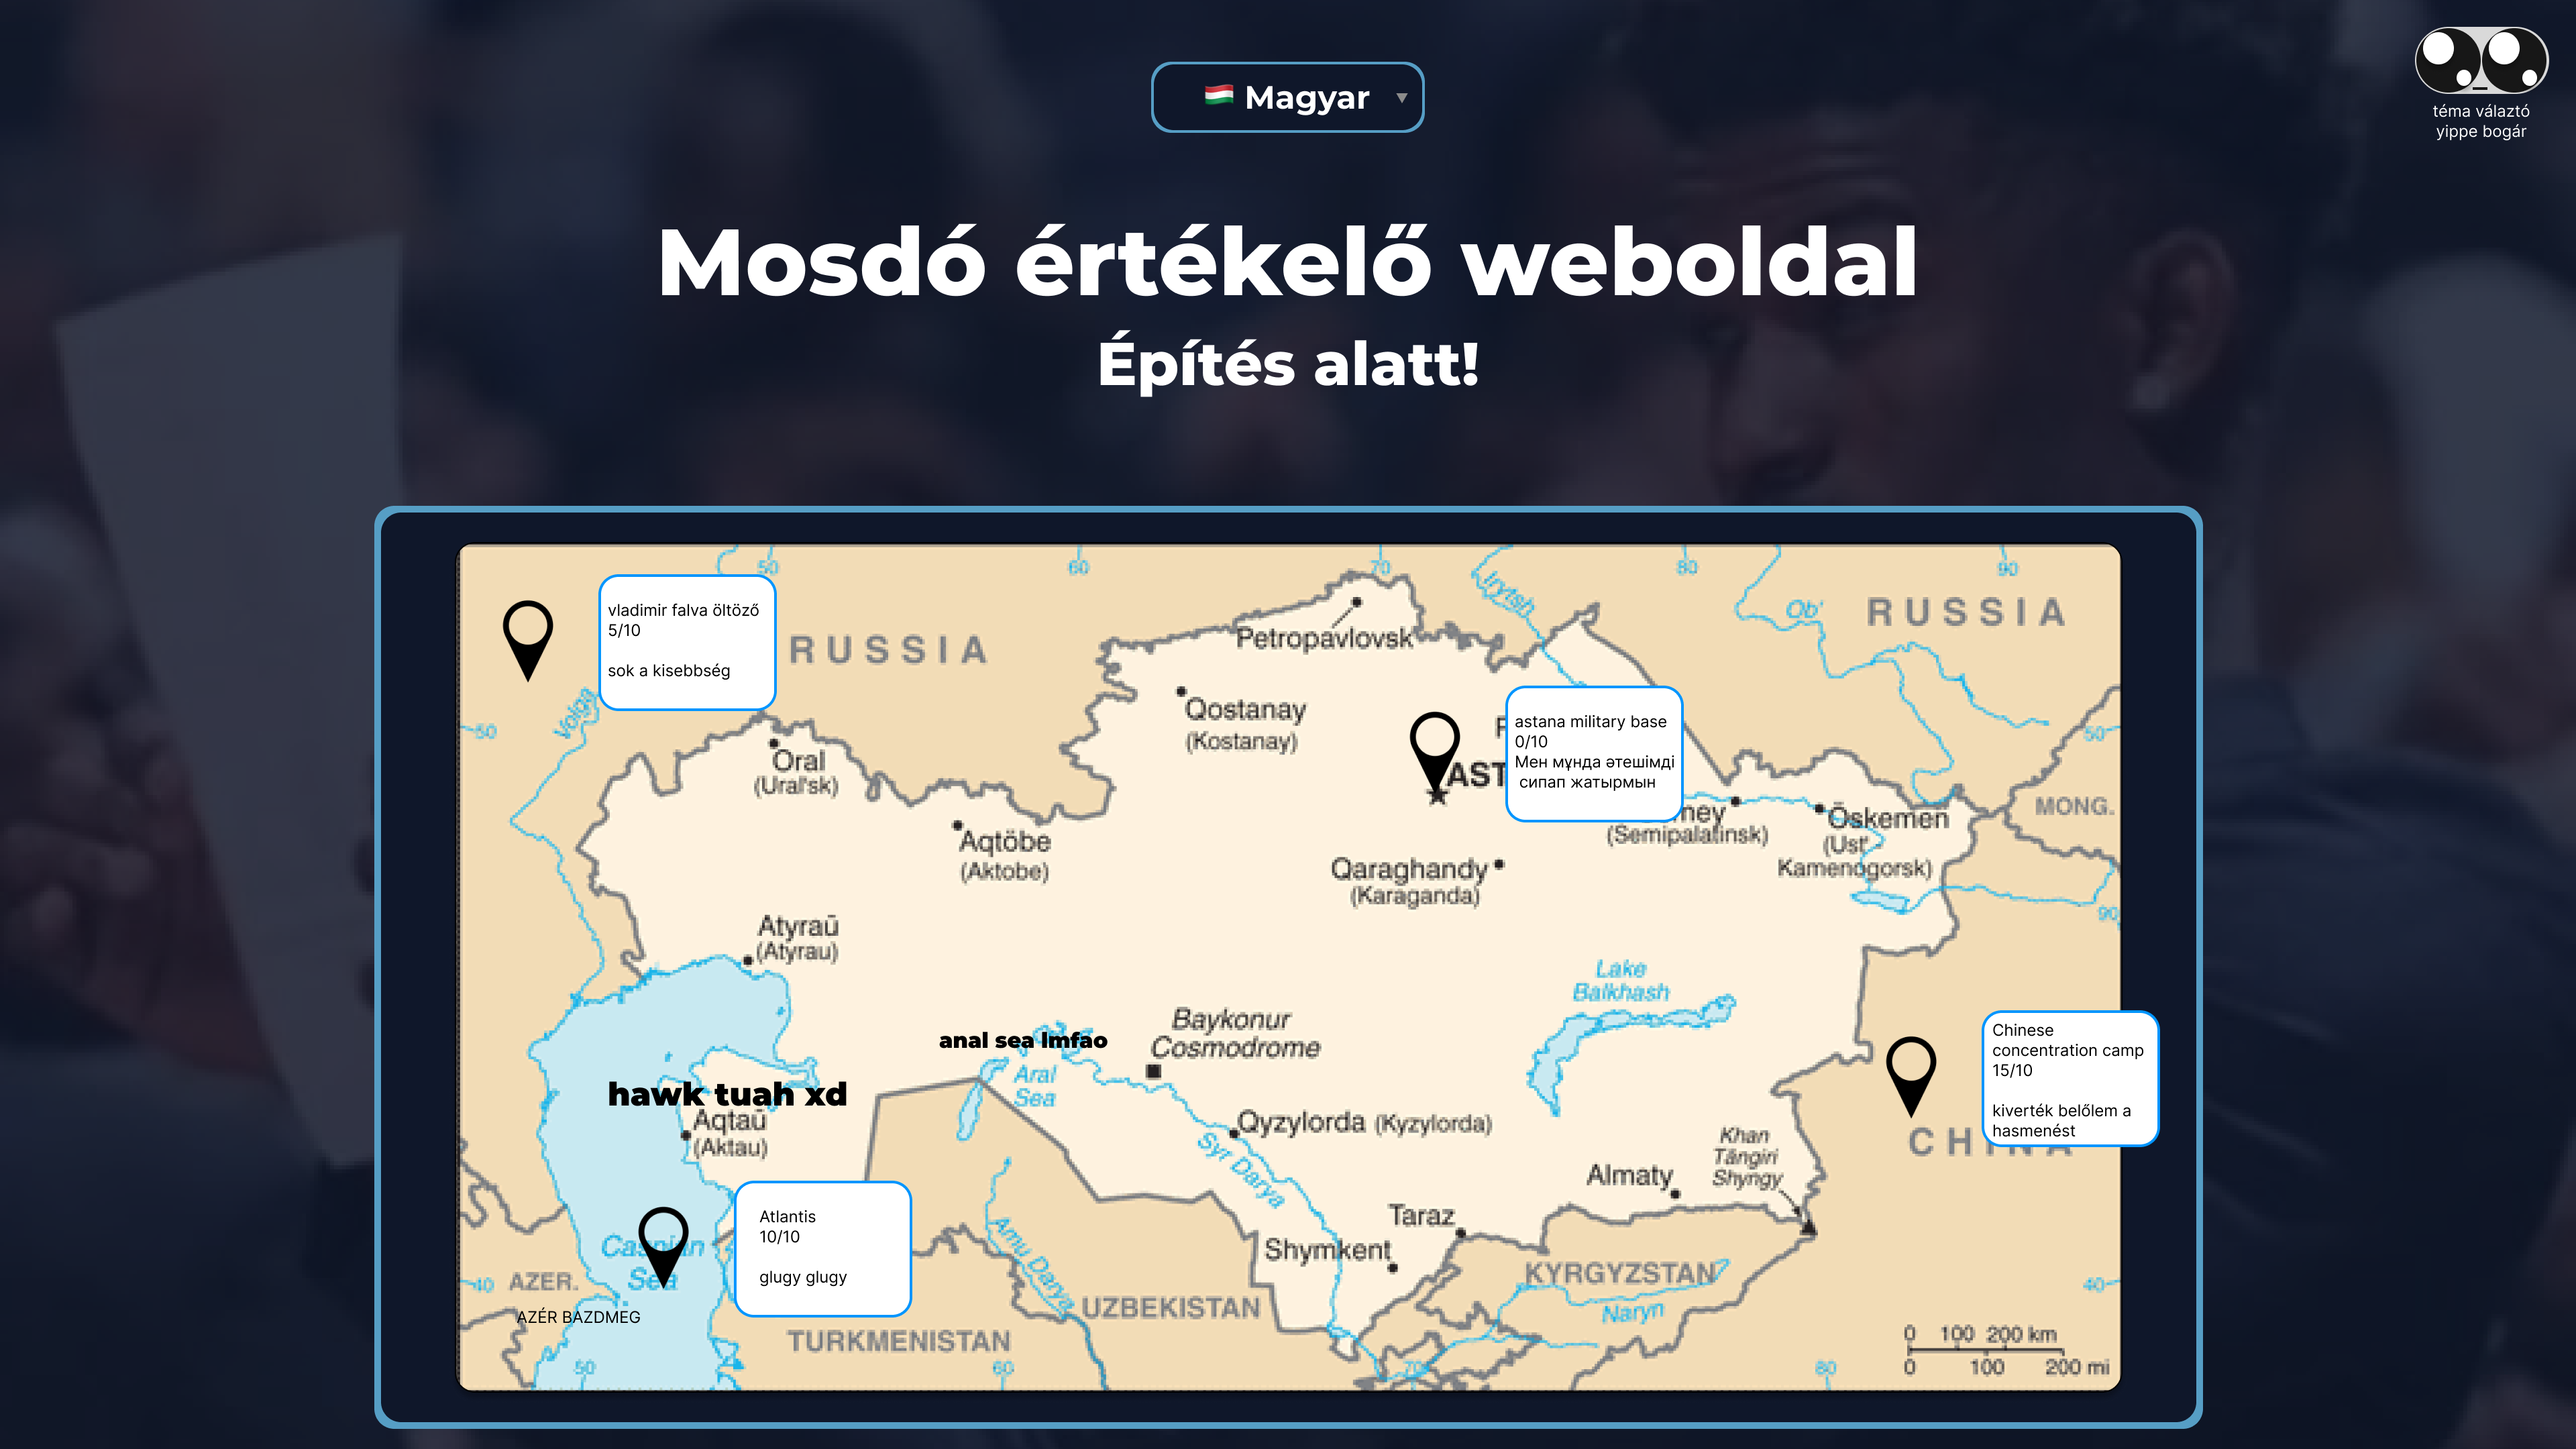 🇭🇺 Magyar ▼
téma válaztó
yippe bogár
Mosdó értékelő weboldal
Építés alatt!
50 60 70 80 90
vladimir falva öltöző
5/10
sok a kisebbség
RUSSIA
Petropavlovsk
Irytsh
Ob'
RUSSIA
Volga
50
Qostanay
(Kostanay)
astana military base
0/10
Мен мұнда әтешімді
сипап жатырмын
AST
50
Oral
(Ural'sk)
Aqtöbe
(Aktobe)
Qaraghandy
(Karaganda)
ney
(Semipalatinsk)
Öskemen
(Ust'
Kamenogorsk)
MONG.
90
Atyraū
(Atyrau)
Lake
Balkhash
Baykonur
Cosmodrome
anal sea lmfao
Aral
Sea
hawk tuah xd
Aqtaū
(Aktau)
Qyzylorda (Kyzylorda)
Syr Darya
Chinese
concentration camp
15/10
kiverték belőlem a
hasmenést
CHINA
Khan
Tängiri
Shyngy
Almaty
Taraz
Shymkent
Atlantis
10/10
glugy glugy
Caspian
Sea
40
AZER.
AZÉR BAZDMEG
Amu Darya
UZBEKISTAN
TURKMENISTAN
KYRGYZSTAN
Naryn
40
0 100 200 km
0 100 200 mi
50 60 70 80